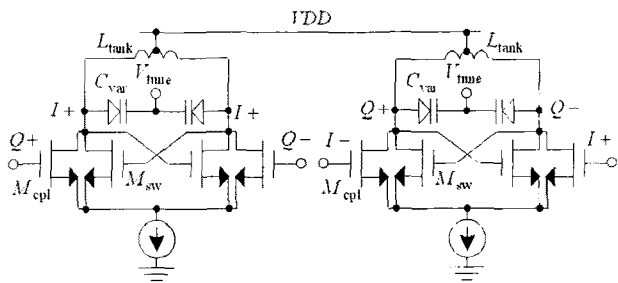 VDD
L_tank L_tank
C_var V_tune C_var V_tune
I+ I+ Q+ Q-
Q+ Q- I- I+
M_cpl M_sw M_cpl M_sw